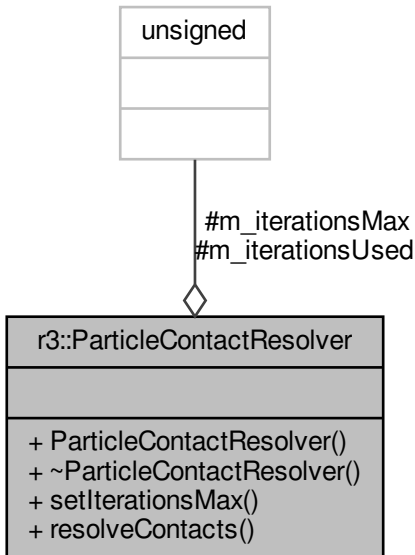 unsigned
#m_iterationsMax
#m_iterationsUsed
r3::ParticleContactResolver
+ ParticleContactResolver()
+ ~ParticleContactResolver()
+ setIterationsMax()
+ resolveContacts()